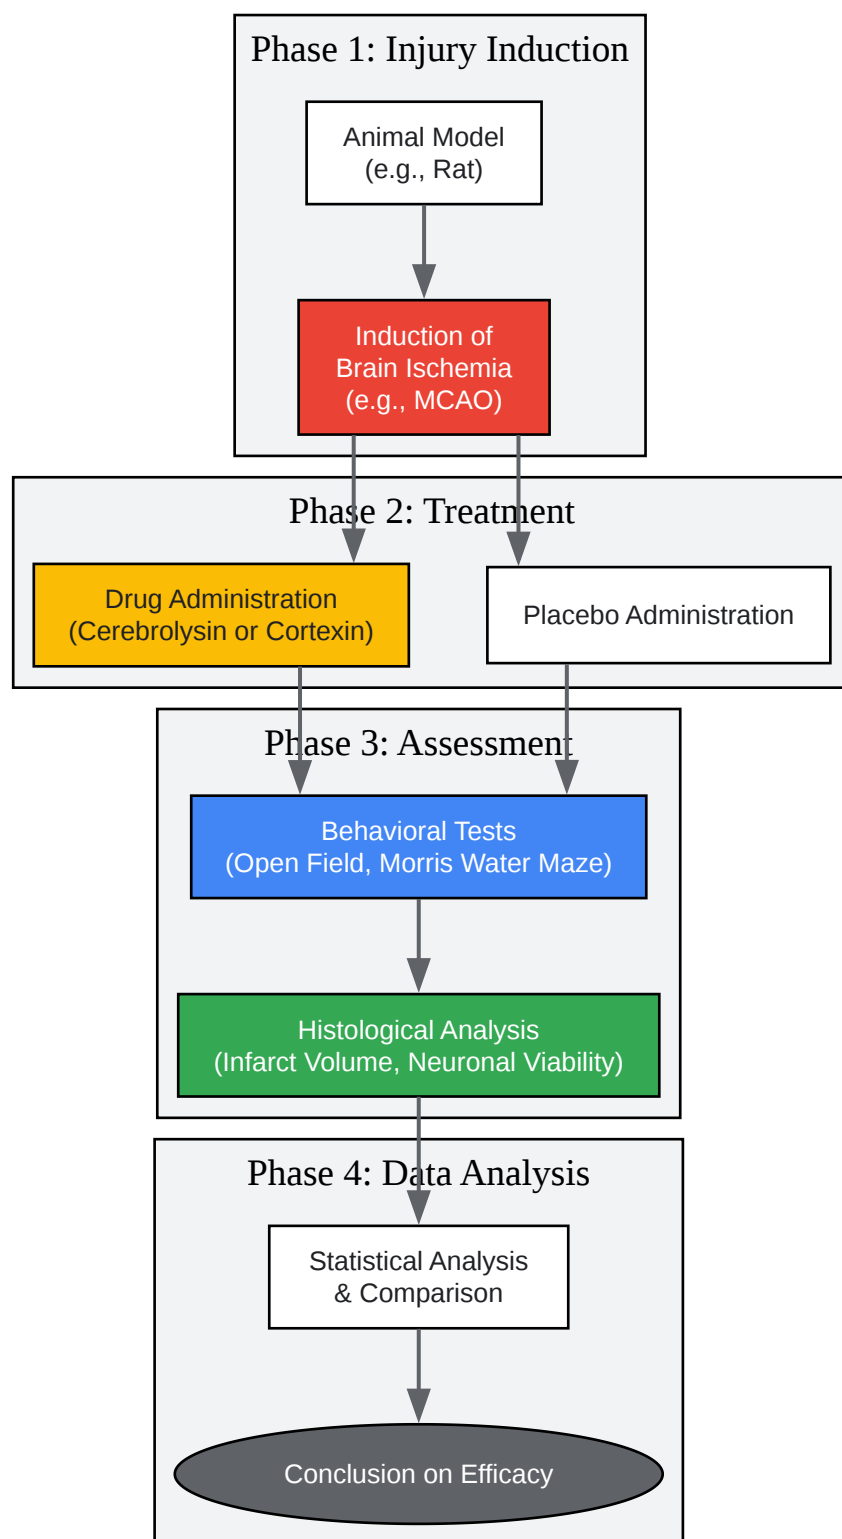 Phase 1: Injury Induction
Animal Model
(e.g., Rat)
Induction of
Brain Ischemia
(e.g., MCAO)
Phase 2: Treatment
Drug Administration
(Cerebrolysin or Cortexin)
Placebo Administration
Phase 3: Assessment
Behavioral Tests
(Open Field, Morris Water Maze)
Histological Analysis
(Infarct Volume, Neuronal Viability)
Phase 4: Data Analysis
Statistical Analysis
& Comparison
Conclusion on Efficacy